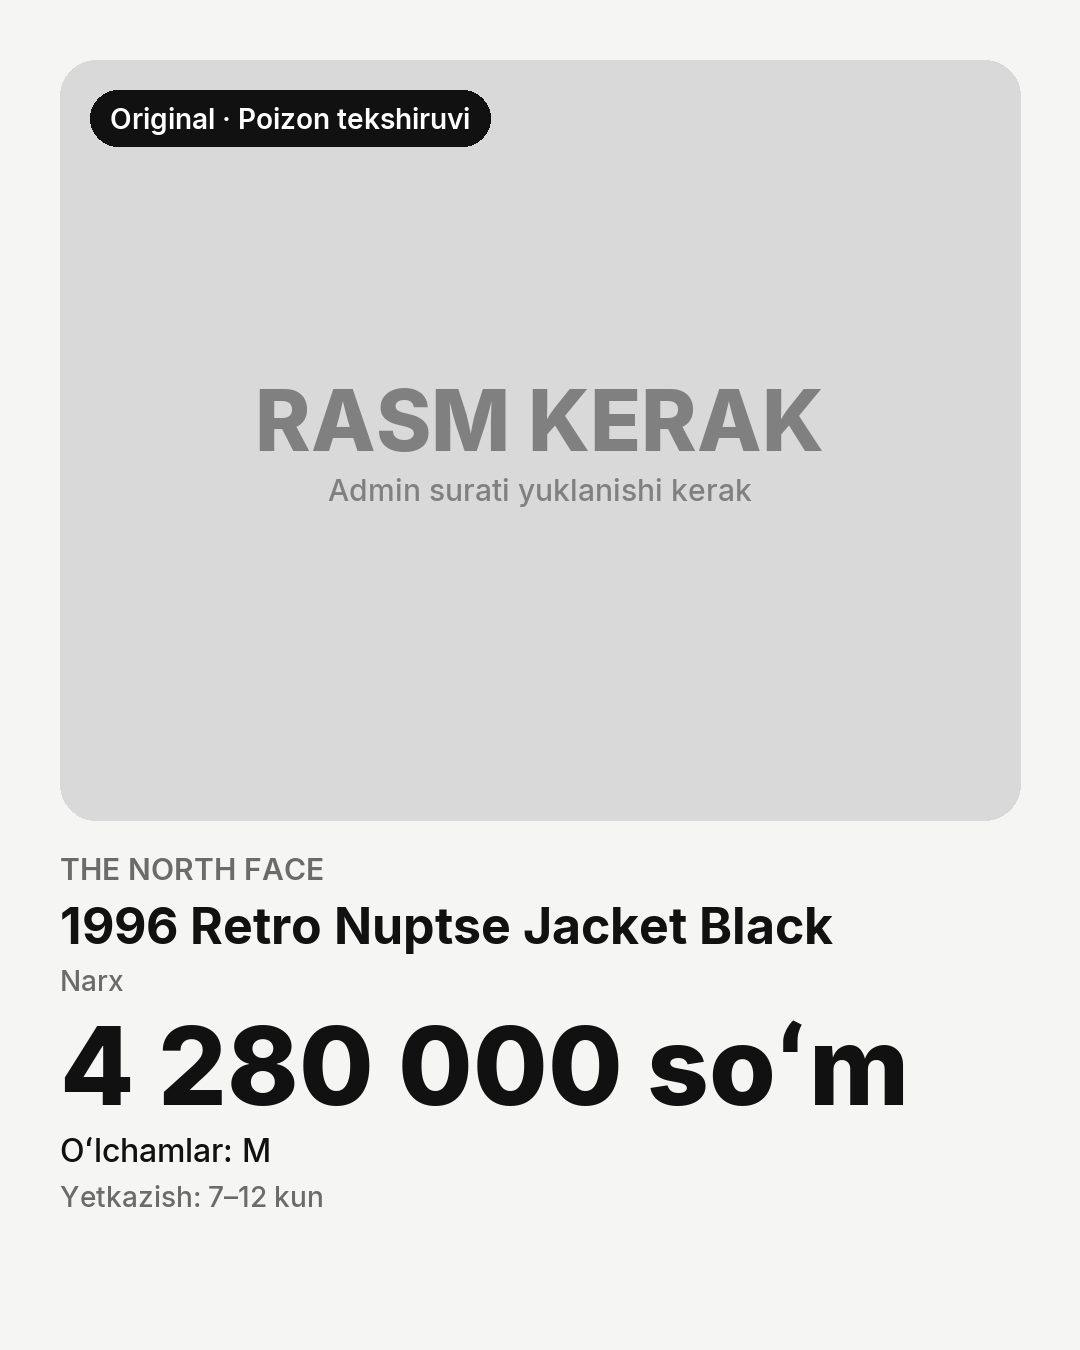 Original · Poizon tekshiruvi
RASM KERAK
Admin surati yuklanishi kerak
THE NORTH FACE
1996 Retro Nuptse Jacket Black
Narx
4 280 000 soʻm
Oʻlchamlar: M
Yetkazish: 7–12 kun